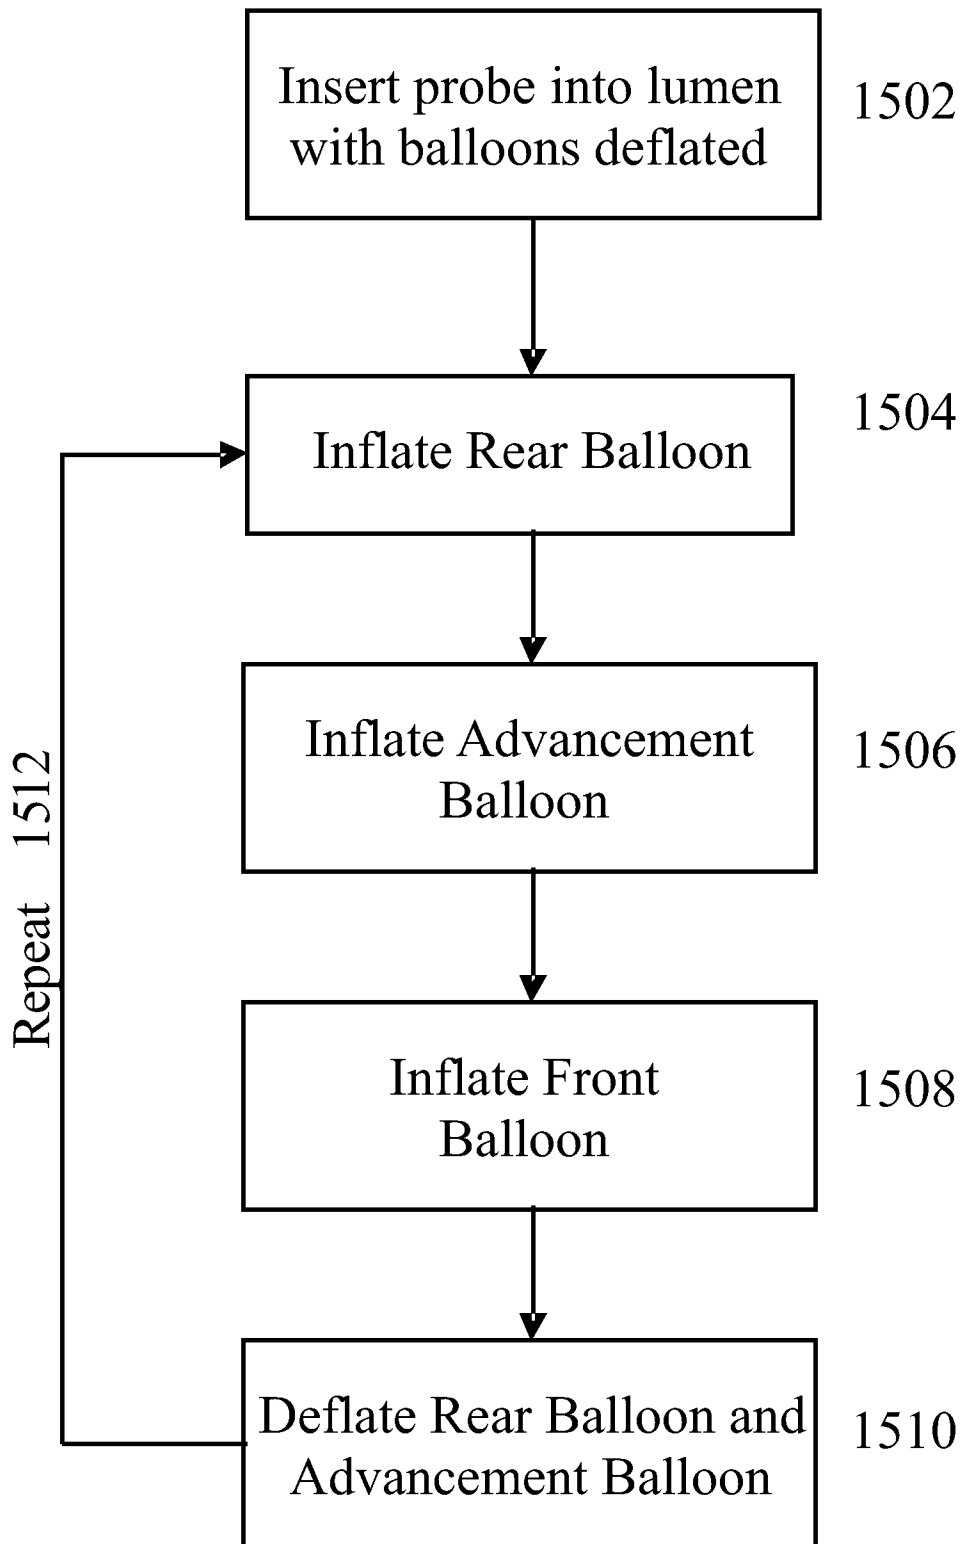 Insert probe into lumen
with balloons deflated
1502
Inflate Rear Balloon
1504
Inflate Advancement
Balloon
1506
Repeat 1512
Inflate Front
Balloon
1508
Deflate Rear Balloon and
Advancement Balloon
1510